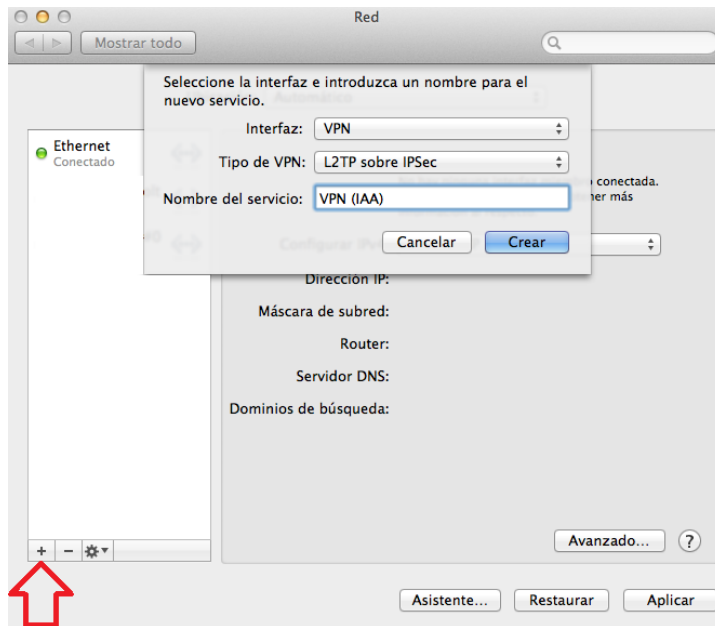 Red
Mostrar todo
Seleccione la interfaz e introduzca un nombre para el
nuevo servicio.
Interfaz: VPN
Tipo de VPN: L2TP sobre IPSec
Nombre del servicio: VPN (IAA)
Cancelar Crear
Ethernet
Conectado
conectada.
más
Dirección IP:
Máscara de subred:
Router:
Servidor DNS:
Dominios de búsqueda:
+ −
Avanzado... ?
Asistente... Restaurar Aplicar